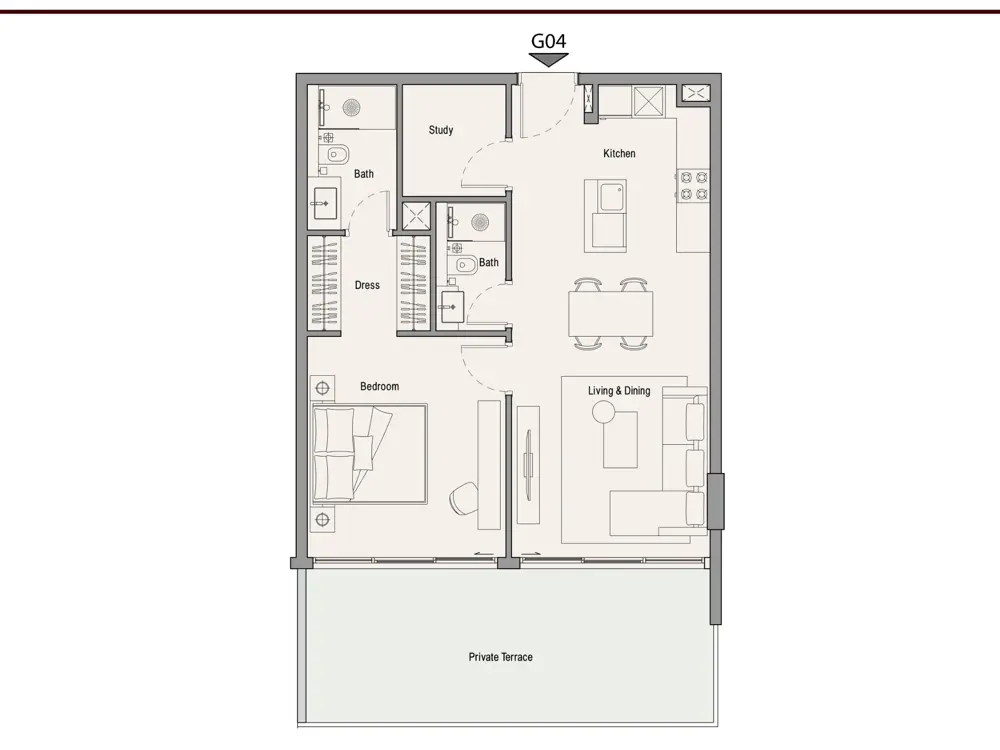 G04
Study
Kitchen
Bath
Bath
Dress
Bedroom
Living & Dining
Private Terrace